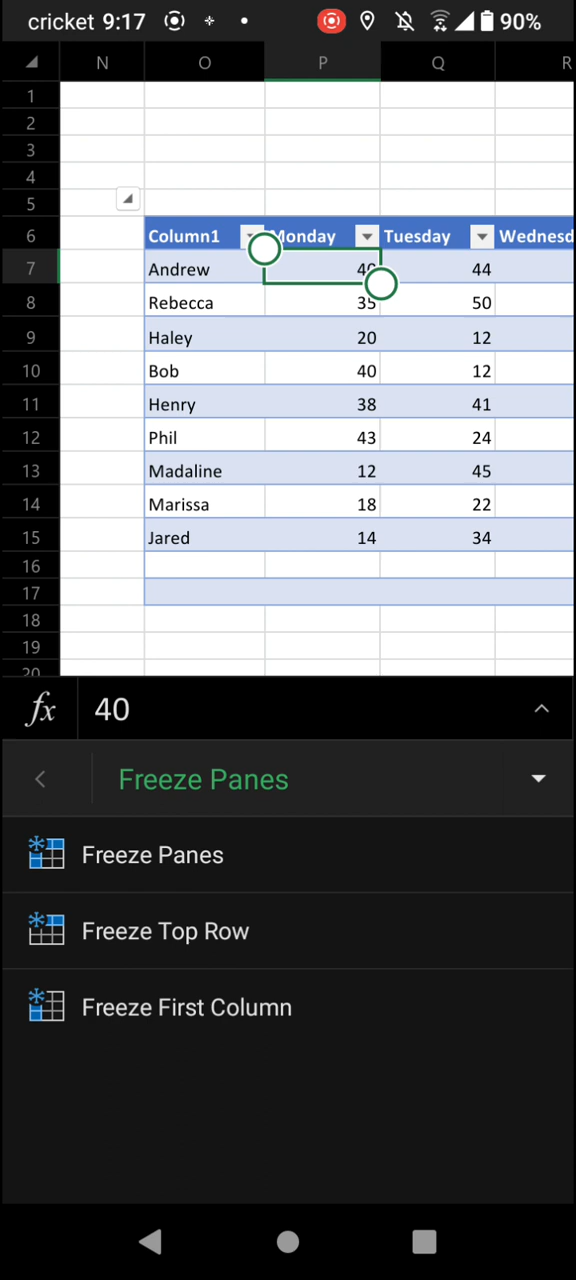 cricket 9:17 90%
N O P Q R
1
2
3
4
5
6 Column1 Monday Tuesday Wednesd
7 Andrew 40 44
8 Rebecca 35 50
9 Haley 20 12
10 Bob 40 12
11 Henry 38 41
12 Phil 43 24
13 Madaline 12 45
14 Marissa 18 22
15 Jared 14 34
16
17
18
19
20
fx 40
Freeze Panes
Freeze Panes
Freeze Top Row
Freeze First Column